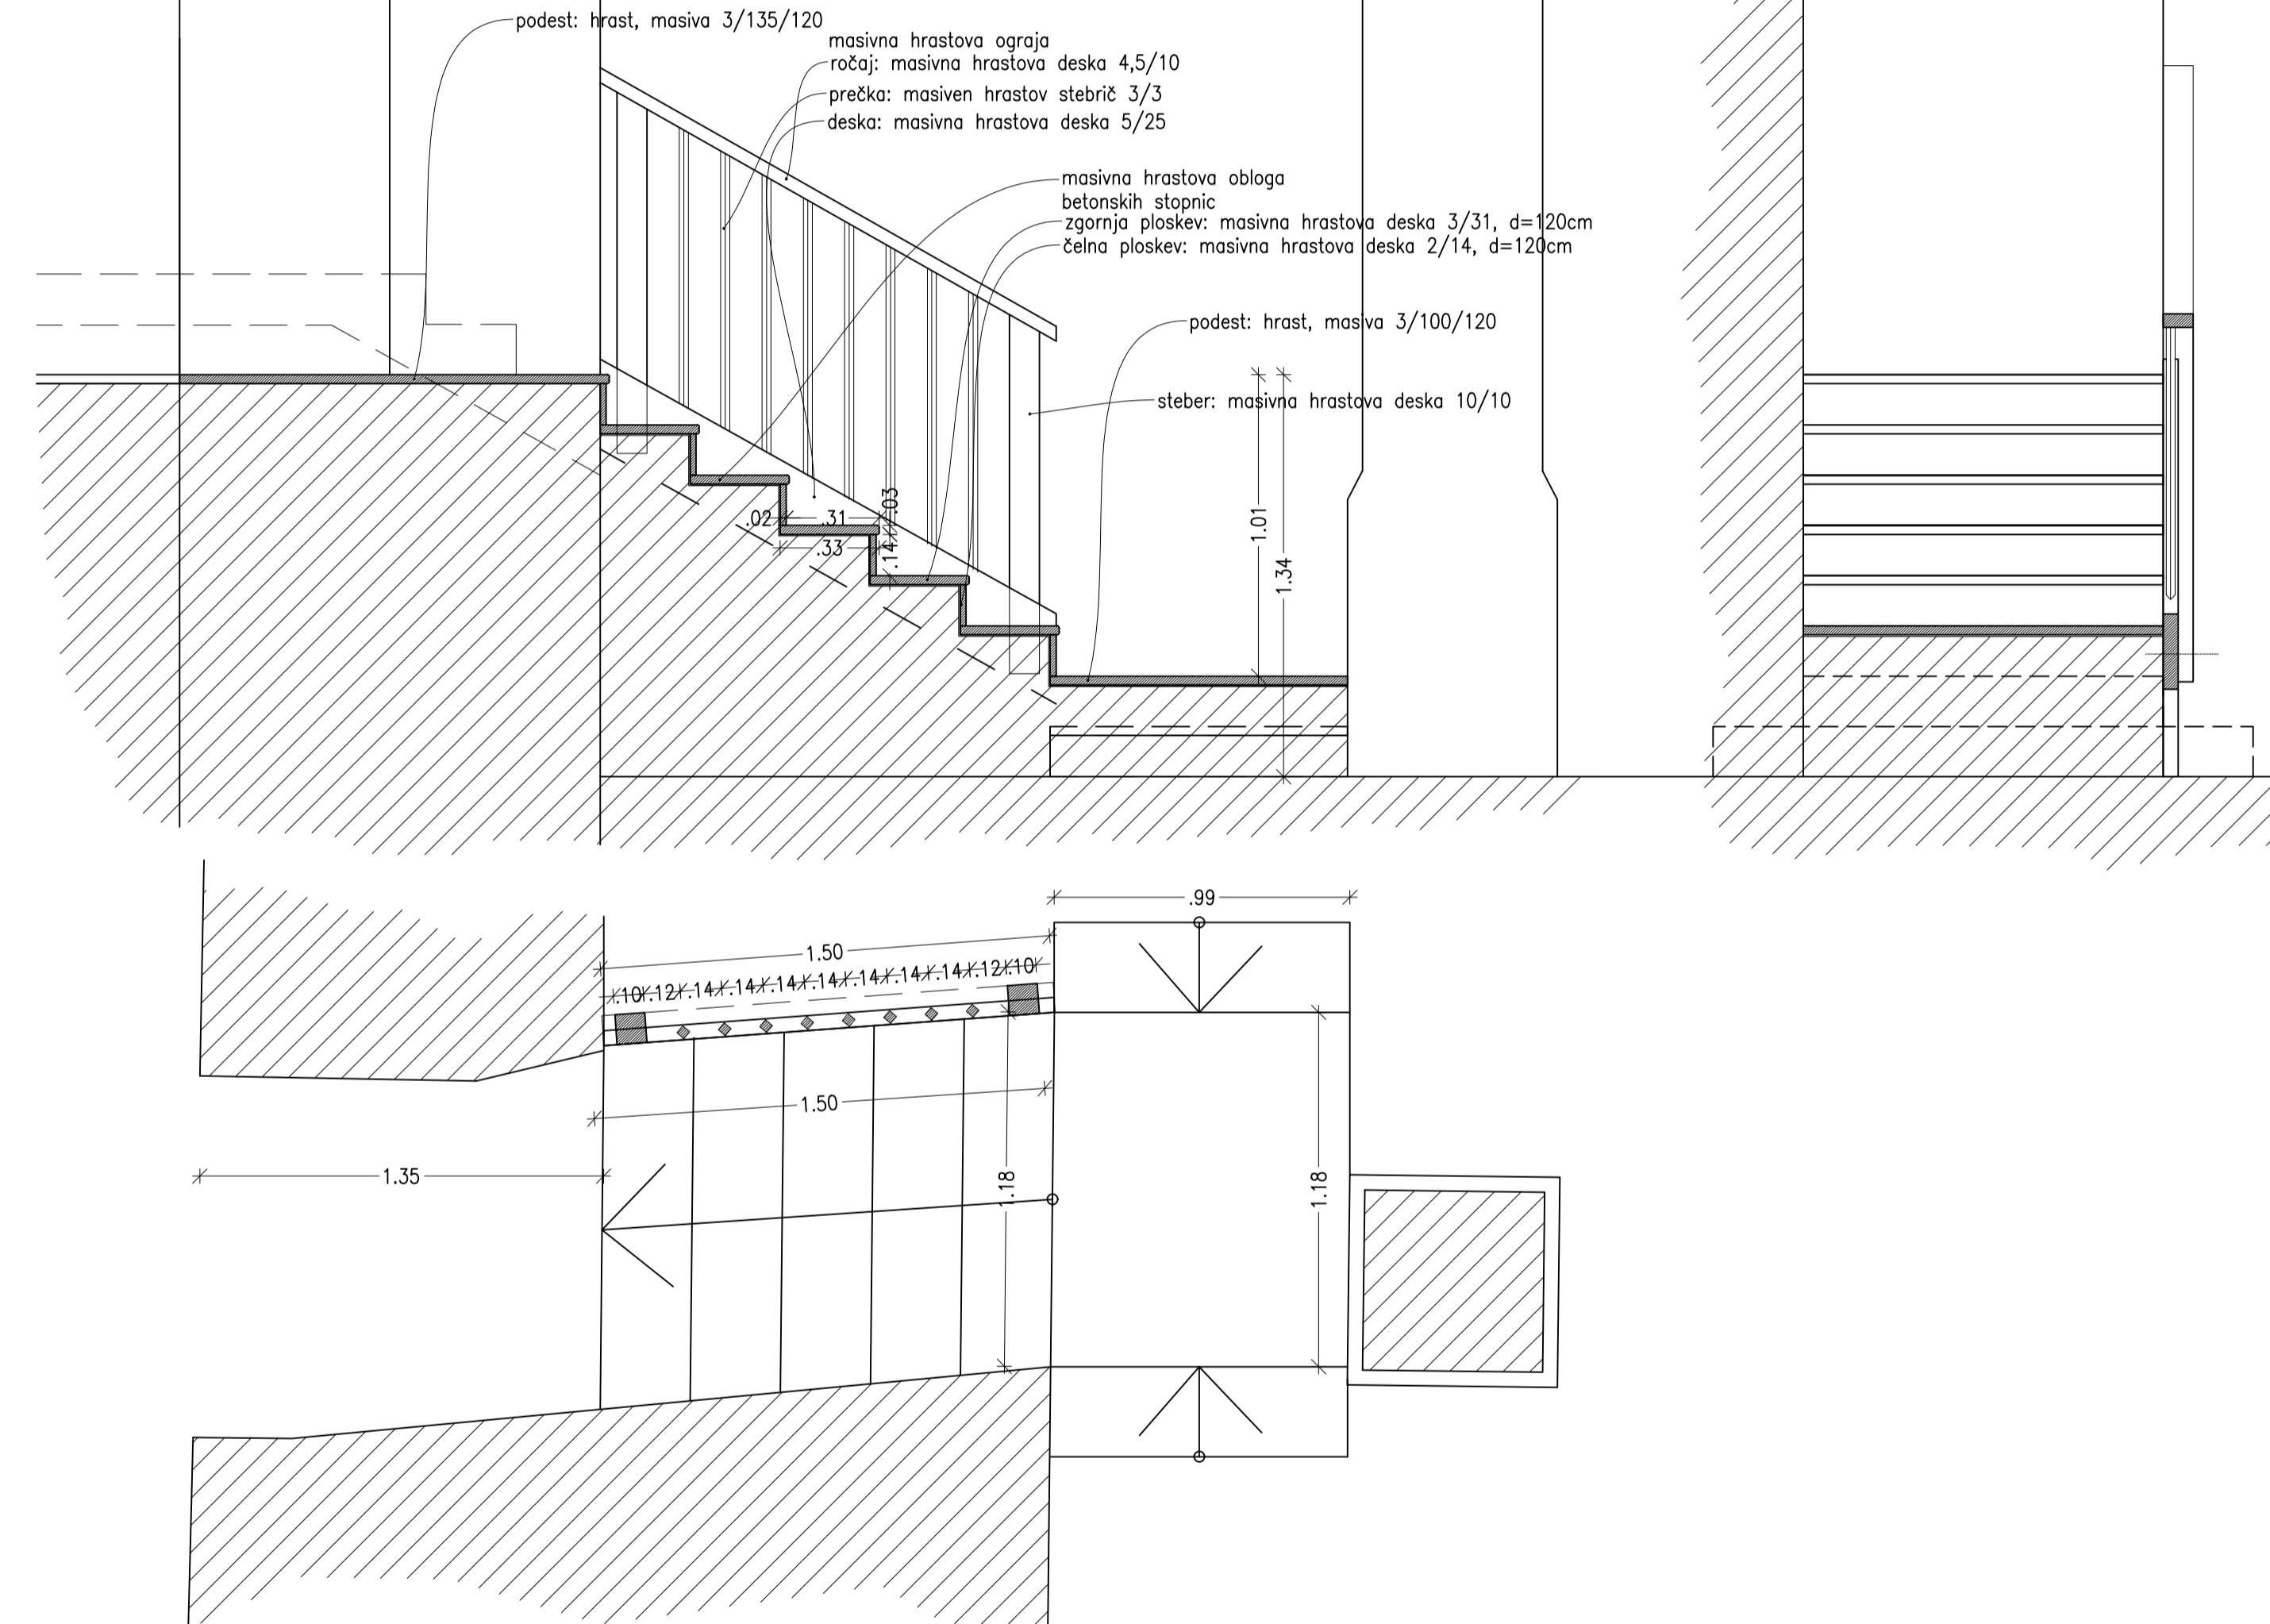 podest: hrast, masiva 3/135/120
masivna hrastova ograja
ročaj: masivna hrastova deska 4,5/10
prečka: masiven hrastov stebrič 3/3
deska: masivna hrastova deska 5/25
masivna hrastova obloga
betonskih stopnic
zgornja ploskev: masivna hrastova deska 3/31, d=120cm
čelna ploskev: masivna hrastova deska 2/14, d=120cm
podest: hrast, masiva 3/100/120
steber: masivna hrastova deska 10/10
.02
.31
.03
.33
.14
1.01
1.34
.99
1.50
.10 .12 .14 .14 .14 .14 .14 .14 .14 .12 .10
1.50
1.35
1.18
1.18